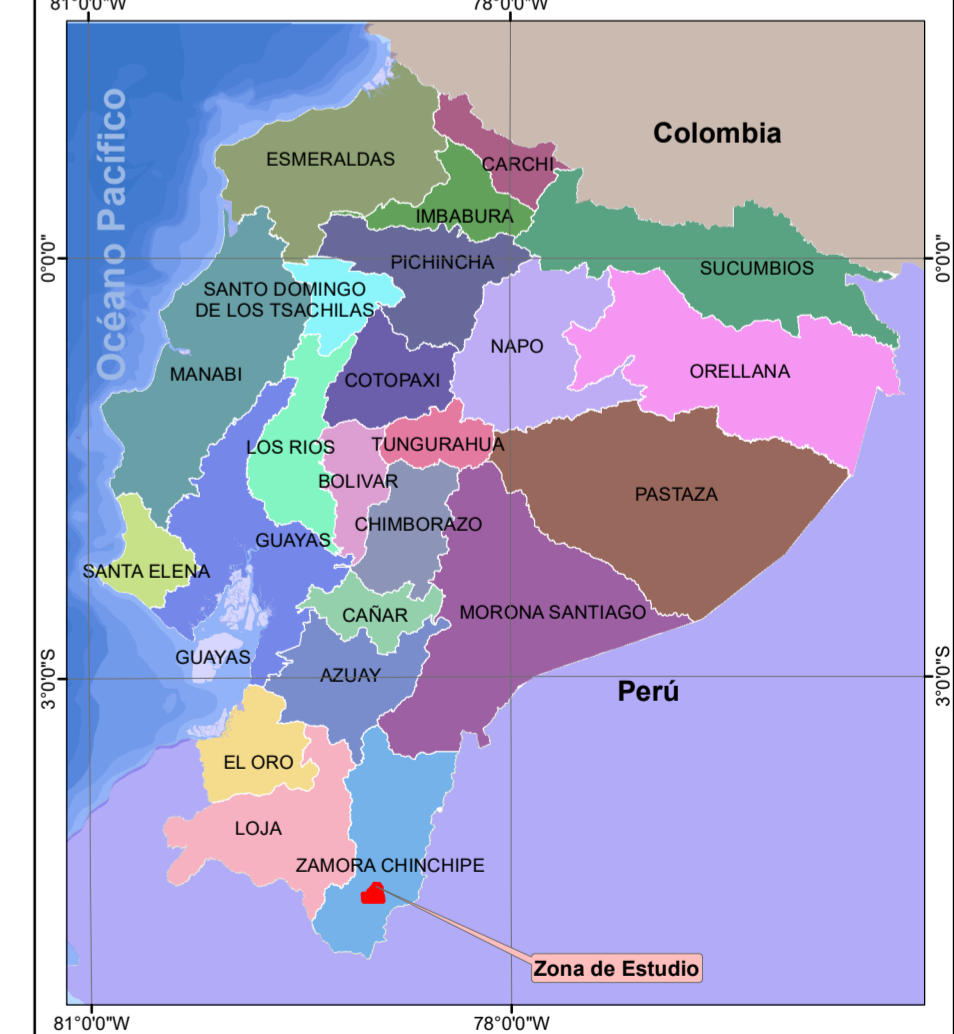 81°0'0"W
78°0'0"W
Océano Pacífico
Colombia
ESMERALDAS
CARCHI
IMBABURA
0°0'0"
PICHiNCHA
SUCUMBIOS
0°0'0"
SANTO DOMINGO
DE LOS TSACHILAS
NAPO
MANABI
COTOPAXI
ORELLANA
LOS RIOS
TUNGURAHUA
BOLIVAR
PASTAZA
CHIMBORAZO
GUAYAS
SANTA ELENA
CAÑAR
MORONA SANTIAGO
GUAYAS
AZUAY
3°0'0"S
Perú
3°0'0"S
EL ORO
LOJA
ZAMORA CHINCHIPE
Zona de Estudio
81°0'0"W
78°0'0"W